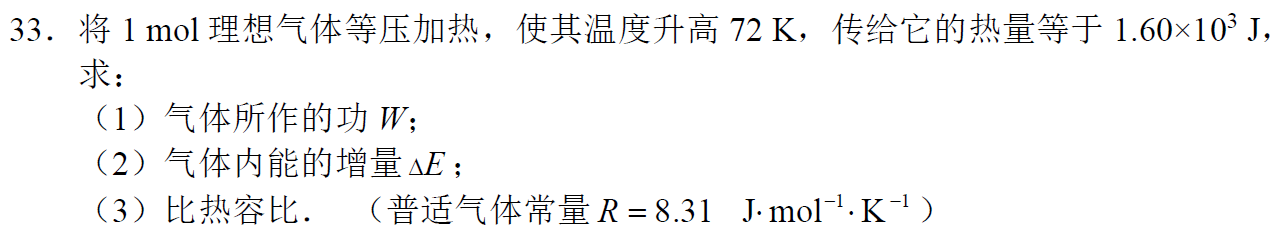 33．将 1 mol 理想气体等压加热，使其温度升高 72 K，传给它的热量等于 1.60×10³ J，
求：
（1）气体所作的功 W；
（2）气体内能的增量 ΔE；
（3）比热容比． （普适气体常量 R = 8.31 J·mol⁻¹·K⁻¹）